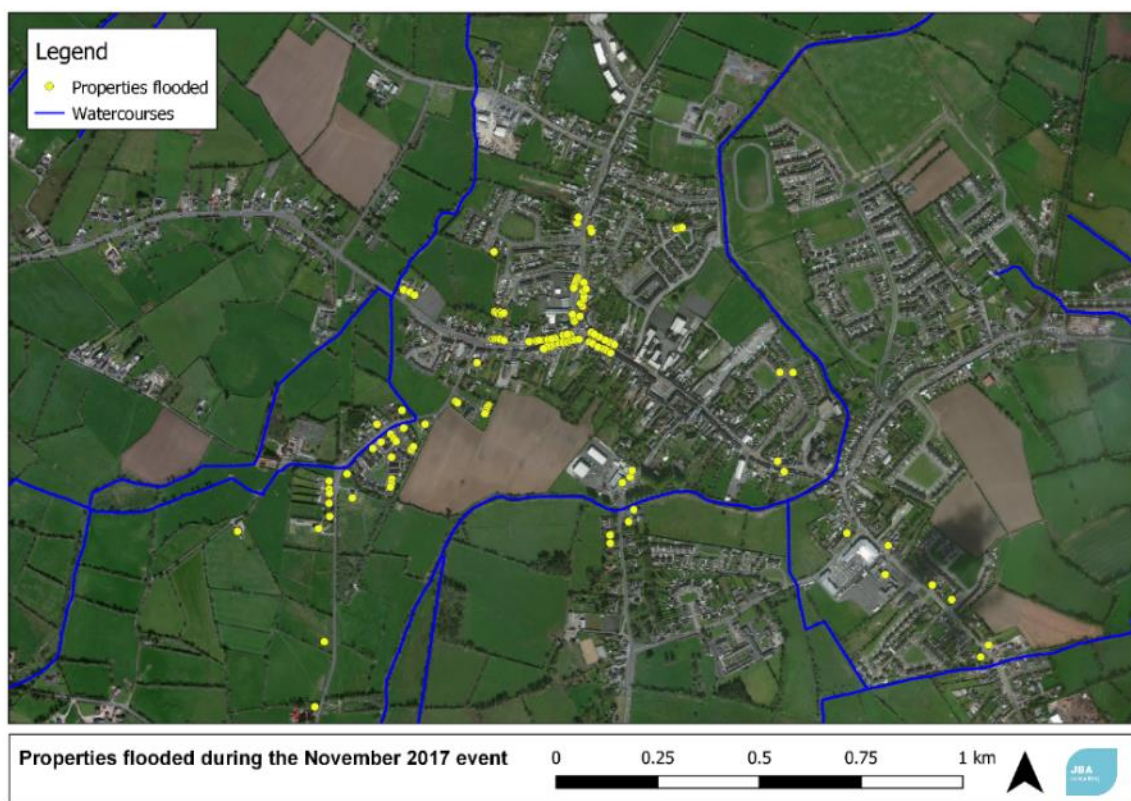 Legend
Properties flooded
Watercourses
Properties flooded during the November 2017 event
0 0.25 0.5 0.75 1 km
JBA